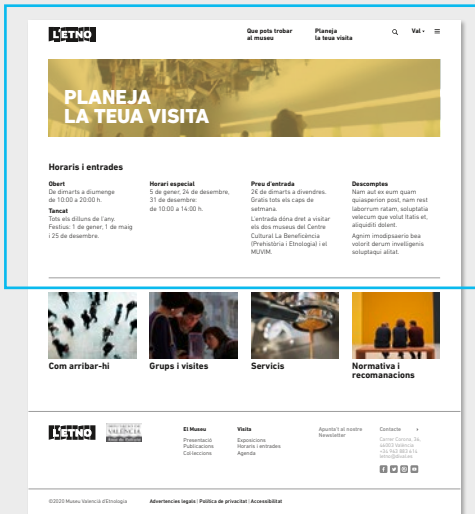 L'ETNO
Que pots trobar
al museu
Planeja
la teua visita
Val
PLANEJA
LA TEUA VISITA
Horaris i entrades
Obert
De dimarts a diumenge
de 10:00 a 20:00 h.
Tancat
Tots els dilluns de l'any.
Festius: 1 de gener, 1 de maig
i 25 de desembre.
Horari especial
5 de gener, 24 de desembre,
31 de desembre:
de 10:00 a 14:00 h.
Preu d'entrada
2€ de dimarts a divendres.
Gratis tots els caps de
setmana.
L'entrada dóna dret a visitar
els dos museus del Centre
Cultural La Beneficència
(Prehistòria i Etnologia) i el
MUVIM.
Descomptes
Nam aut ex eum quam
quiasperion post, nam rest
laborrum ratam, soluptatia
velecum que volut Itatis et,
aliquiditi dolent.
Agnim imodipsaerio bea
volorit derum invelligenis
soluptaqui alitat.
Com arribar-hi
Grups i visites
Servicis
Normativa i
recomanacions
L'ETNO
VALÈNCIA
El Museu
Presentació
Publicacions
Col·leccions
Visita
Exposicions
Horaris i entrades
Agenda
Apunta't al nostre
Newsletter
Contacte
Carrer Corona, 36,
46003 València
+34 963 883 614
letno@dival.es
©2020 Museu Valencià d'Etnologia
Advertencies legals | Política de privacitat | Accessibilitat